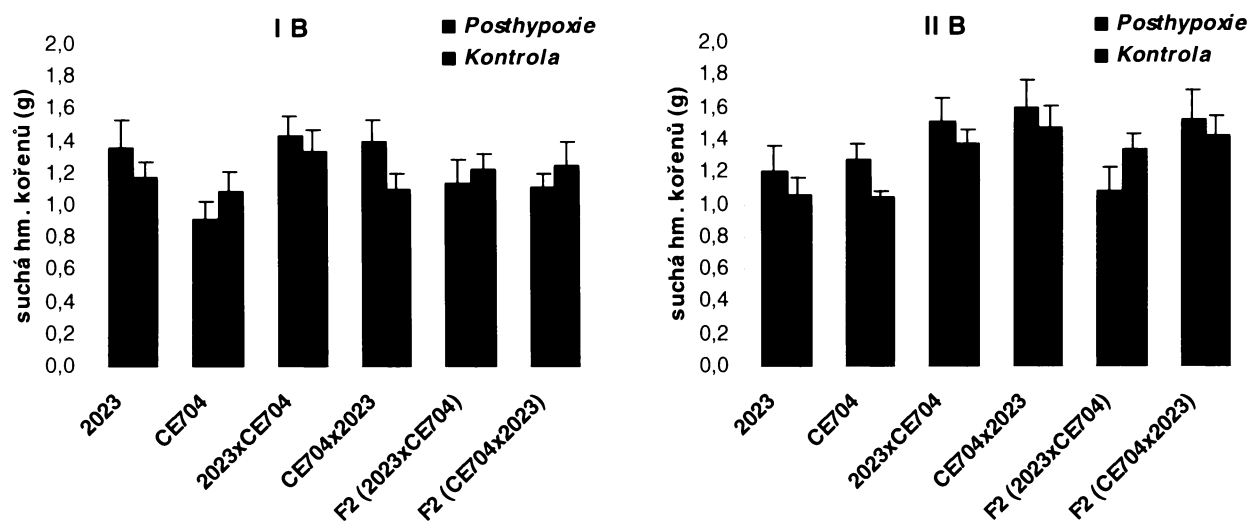 I B
Posthypoxie
Kontrola
suchá hm. kořenů (g)
2,0
1,8
1,6
1,4
1,2
1,0
0,8
0,6
0,4
0,2
0,0
2023
CE704
2023xCE704
CE704x2023
F2 (2023xCE704)
F2 (CE704x2023)
II B
Posthypoxie
Kontrola
suchá hm. kořenů (g)
2,0
1,8
1,6
1,4
1,2
1,0
0,8
0,6
0,4
0,2
0,0
2023
CE704
2023xCE704
CE704x2023
F2 (2023xCE704)
F2 (CE704x2023)